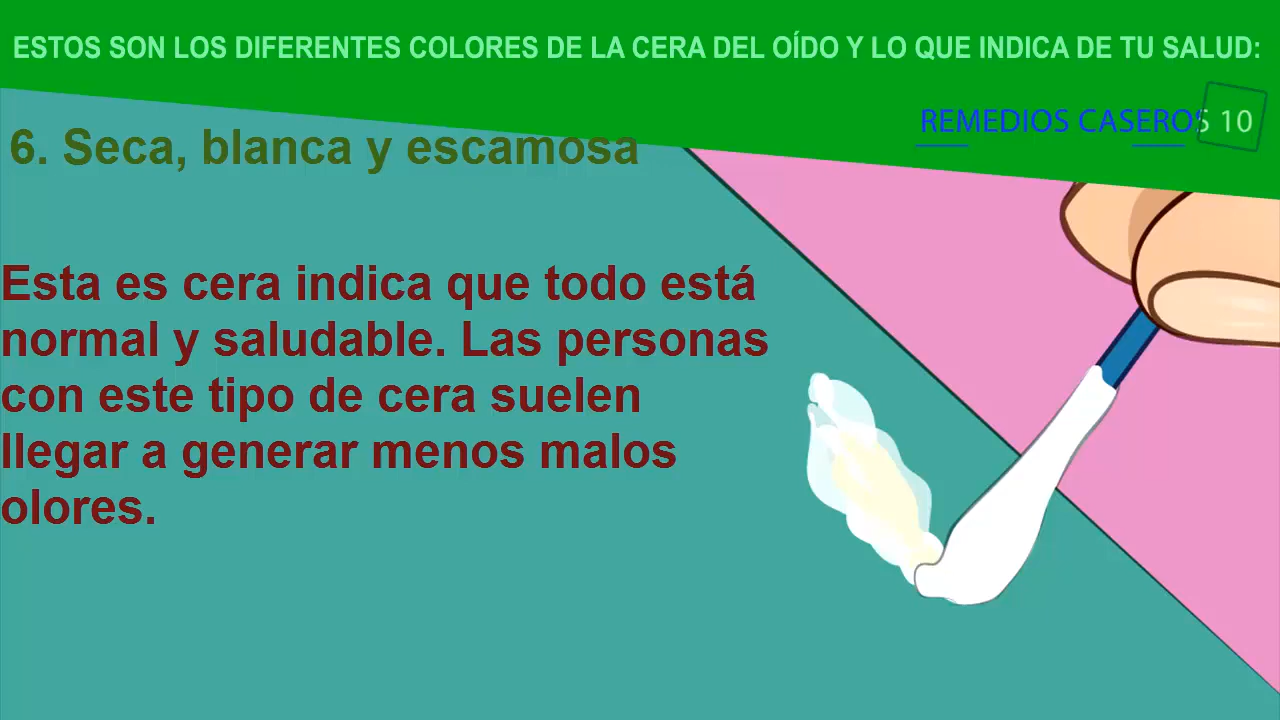 ESTOS SON LOS DIFERENTES COLORES DE LA CERA DEL OÍDO Y LO QUE INDICA DE TU SALUD:
REMEDIOS CASEROS 10
6. Seca, blanca y escamosa
Esta es cera indica que todo está
normal y saludable. Las personas
con este tipo de cera suelen
llegar a generar menos malos
olores.